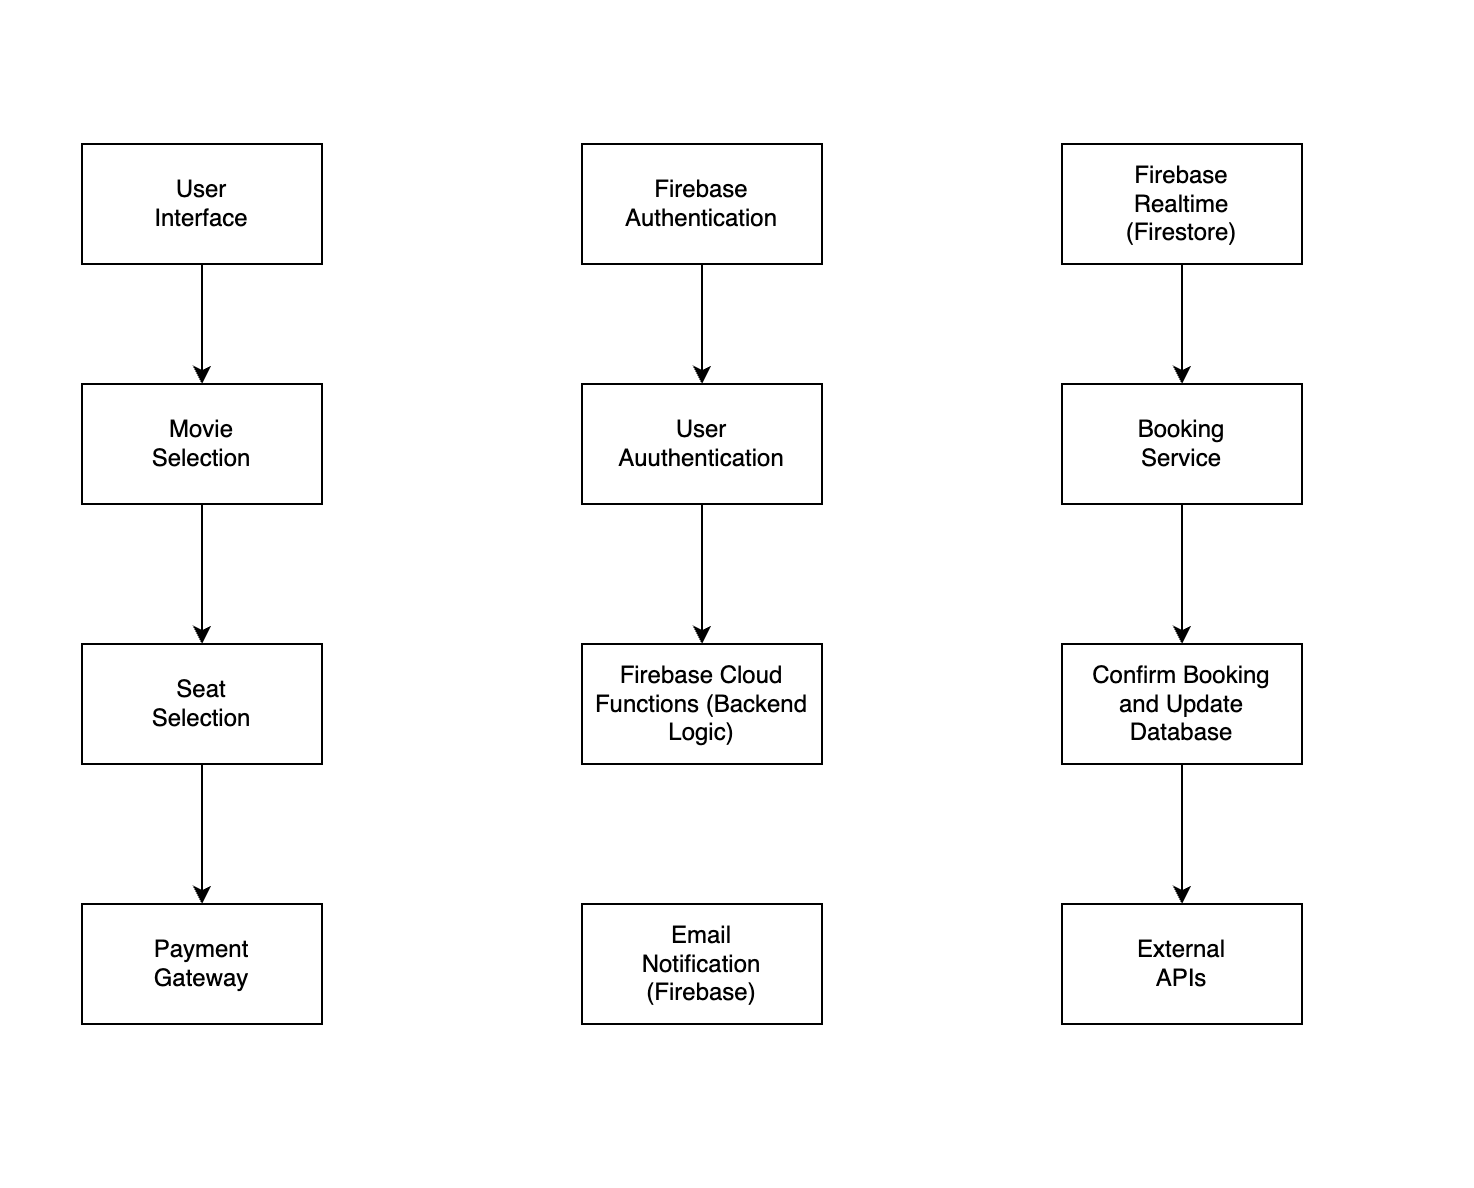 User
Interface
Firebase
Authentication
Firebase
Realtime
(Firestore)
Movie
Selection
User
Auuthentication
Booking
Service
Seat
Selection
Firebase Cloud
Functions (Backend
Logic)
Confirm Booking
and Update
Database
Payment
Gateway
Email
Notification
(Firebase)
External
APIs